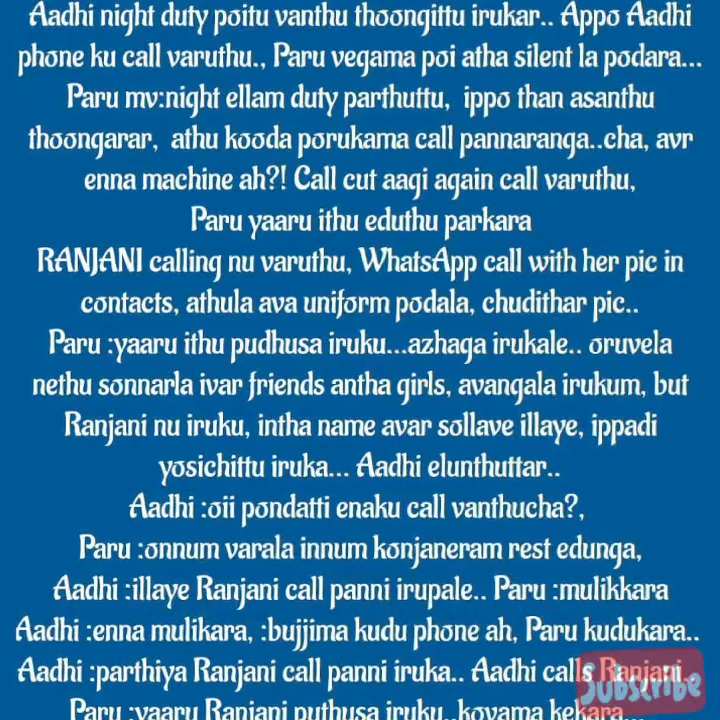 Aadhi night duty poitu vanthu thoongittu irukar.. Appo Aadhi
phone ku call varuthu., Paru vegama poi atha silent la podara...
Paru mv:night ellam duty parthuttu,  ippo than asanthu
thoongarar,  athu kooda porukama call pannaranga..cha, avr
enna machine ah?! Call cut aagi again call varuthu,
Paru yaaru ithu eduthu parkara
RANJANI calling nu varuthu, WhatsApp call with her pic in
contacts, athula ava uniform podala, chudithar pic..
Paru :yaaru ithu pudhusa iruku...azhaga irukale.. oruvela
nethu sonnarla ivar friends antha girls, avangala irukum, but
Ranjani nu iruku, intha name avar sollave illaye, ippadi
yosichittu iruka... Aadhi elunthuttar..
Aadhi :oii pondatti enaku call vanthucha?,
Paru :onnum varala innum konjaneram rest edunga,
Aadhi :illaye Ranjani call panni irupale.. Paru :mulikkara
Aadhi :enna mulikara, :bujjima kudu phone ah, Paru kudukara..
Aadhi :parthiya Ranjani call panni iruka.. Aadhi calls Ranjani..
Paru :yaaru Ranjani puthusa iruku..kovama kekara...
Subscribe